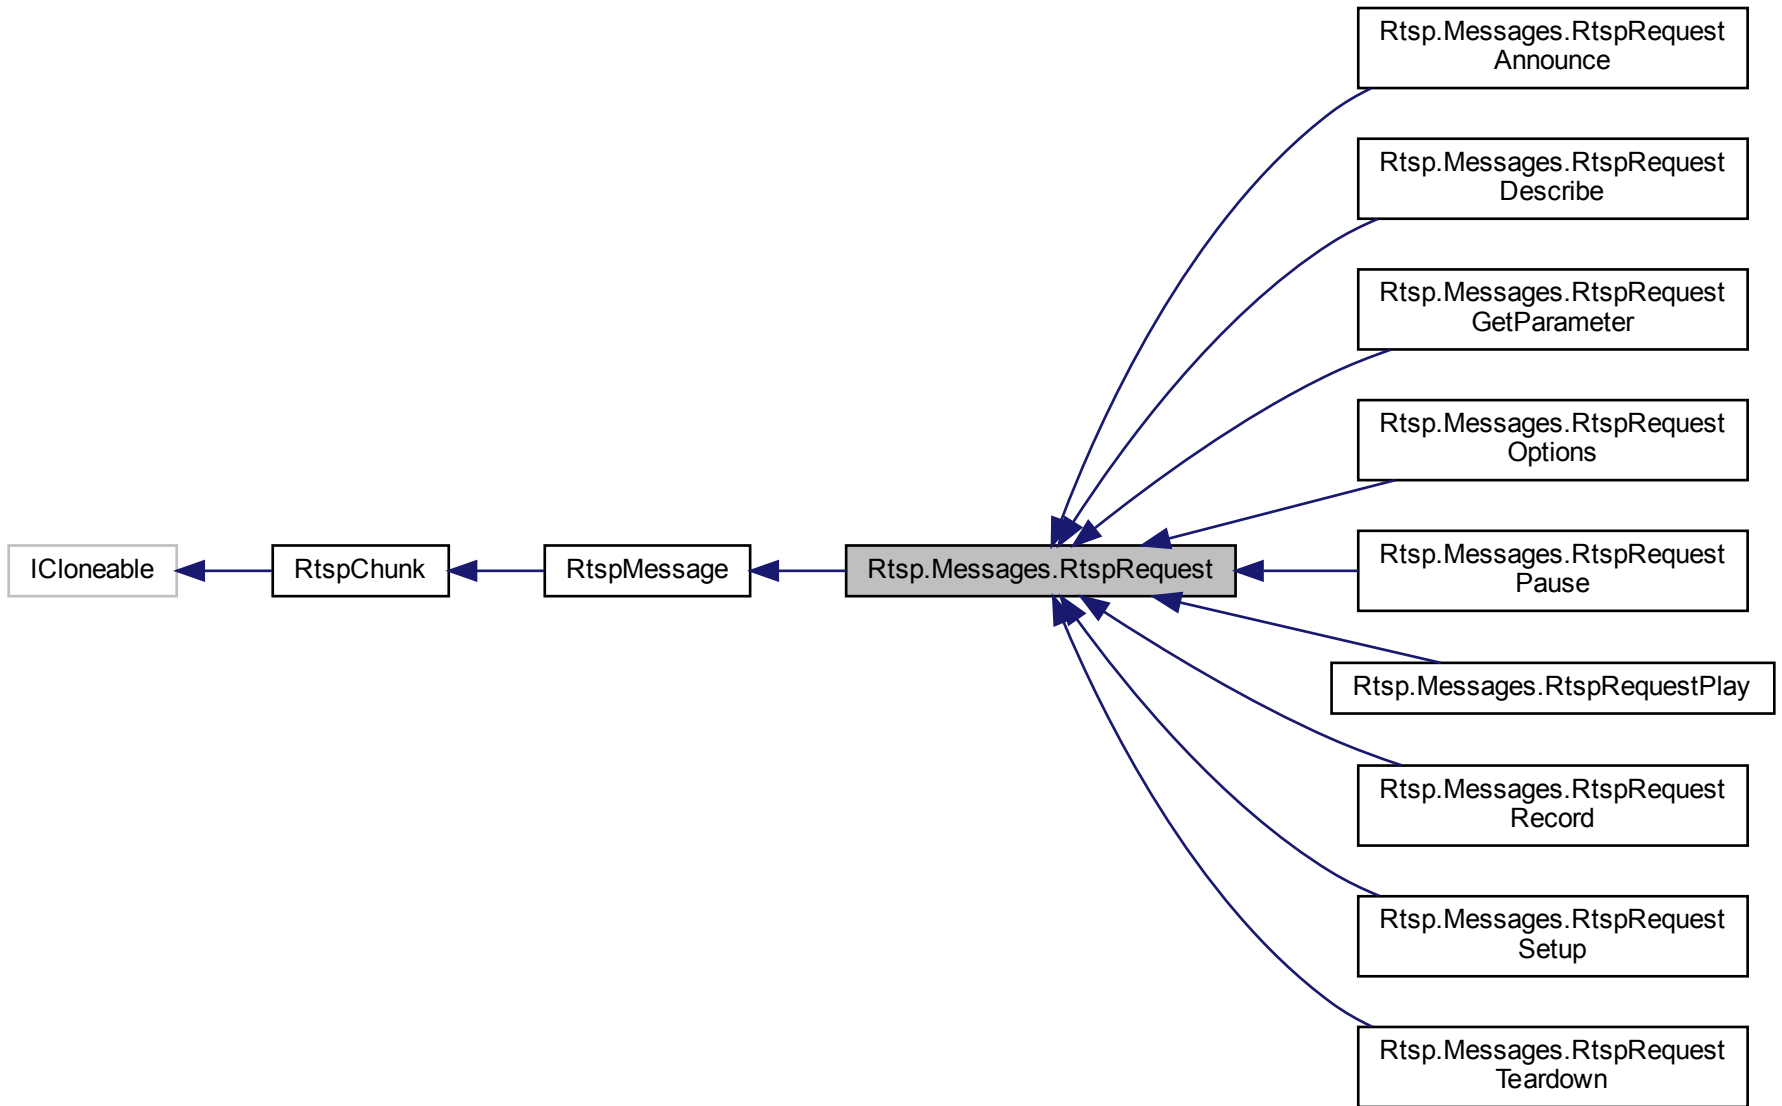 Rtsp.Messages.RtspRequest
Announce
Rtsp.Messages.RtspRequest
Describe
Rtsp.Messages.RtspRequest
GetParameter
Rtsp.Messages.RtspRequest
Options
ICloneable
RtspChunk
RtspMessage
Rtsp.Messages.RtspRequest
Rtsp.Messages.RtspRequest
Pause
Rtsp.Messages.RtspRequestPlay
Rtsp.Messages.RtspRequest
Record
Rtsp.Messages.RtspRequest
Setup
Rtsp.Messages.RtspRequest
Teardown